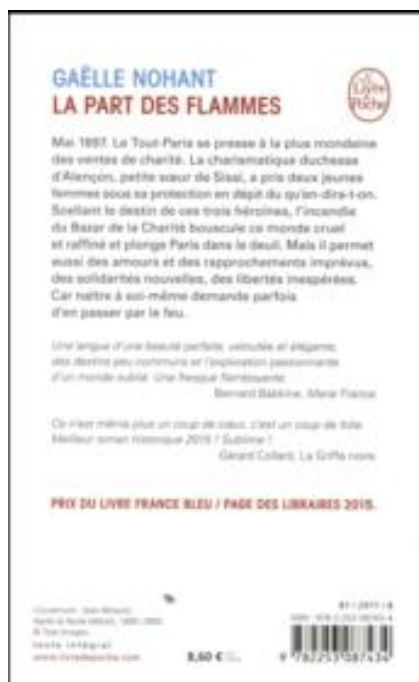 GAËLLE NOHANT
LA PART DES FLAMMES
Le
Livre
de
Poche
Mai 1897. Le Tout-Paris se presse à la plus mondaine
des ventes de charité. La charismatique duchesse
d'Alençon, petite sœur de Sissi, a pris deux jeunes
femmes sous sa protection en dépit du qu'en-dira-t-on.
Scellant le destin de ces trois héroïnes, l'incendie
du Bazar de la Charité bouscule ce monde cruel
et raffiné et plonge Paris dans le deuil. Mais il permet
aussi des amours et des rapprochements imprévus,
des solidarités nouvelles, des libertés inespérées.
Car naître à soi-même demande parfois
d'en passer par le feu.
Une langue d'une beauté parfaite, veloutée et élégante,
des destins peu communs et l'exploration passionnante
d'un monde oublié. Une fresque flamboyante.
Bernard Babkine, Marie France
Ce n'est même plus un coup de cœur, c'est un coup de folie.
Meilleur roman historique 2015 ! Sublime !
Gérard Collard, La Griffe noire
PRIX DU LIVRE FRANCE BLEU / PAGE DES LIBRAIRES 2015.
Couverture : Jean Béraud,
texte intégral
www.livredepoche.com
8,60 €
9 782253 087434